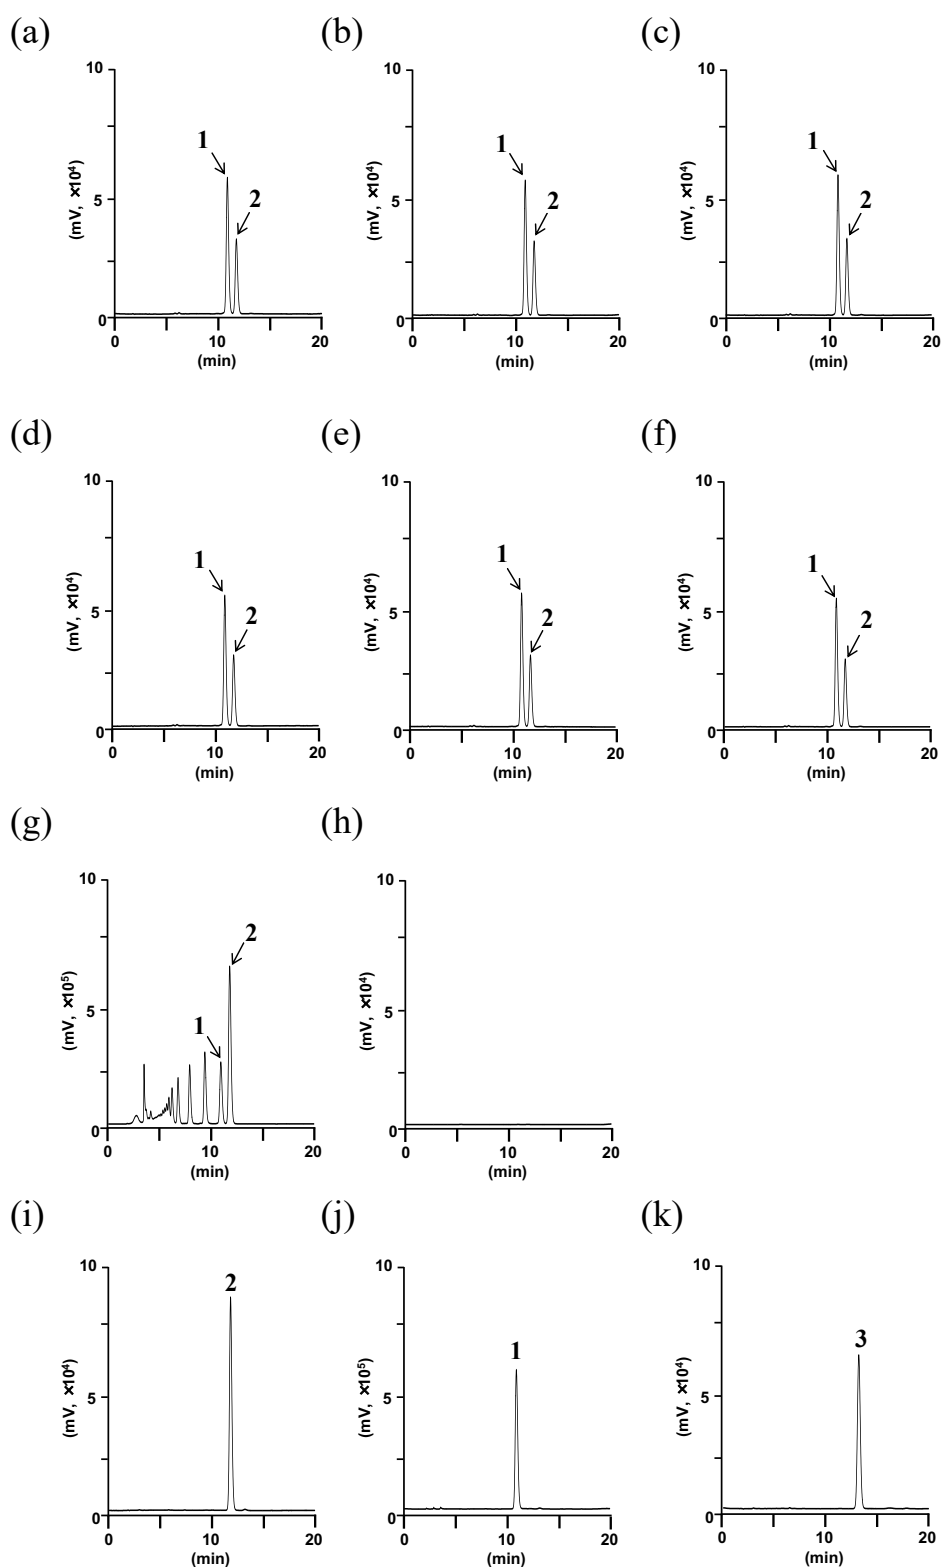 (a) (b) (c)
10 10 10
(mV, ×10⁴) (mV, ×10⁴) (mV, ×10⁴)
1 1 1
2 2 2
5 5 5
0 0 0
0 10 20 0 10 20 0 10 20
(min) (min) (min)
(d) (e) (f)
10 10 10
(mV, ×10⁴) (mV, ×10⁴) (mV, ×10⁴)
1 1 1
2 2 2
5 5 5
0 0 0
0 10 20 0 10 20 0 10 20
(min) (min) (min)
(g) (h)
10 10
(mV, ×10⁵) (mV, ×10⁴)
2
1
5 5
0 0
0 10 20 0 10 20
(min) (min)
(i) (j) (k)
10 10 10
(mV, ×10⁴) (mV, ×10⁵) (mV, ×10⁴)
2 1 3
5 5 5
0 0 0
0 10 20 0 10 20 0 10 20
(min) (min) (min)